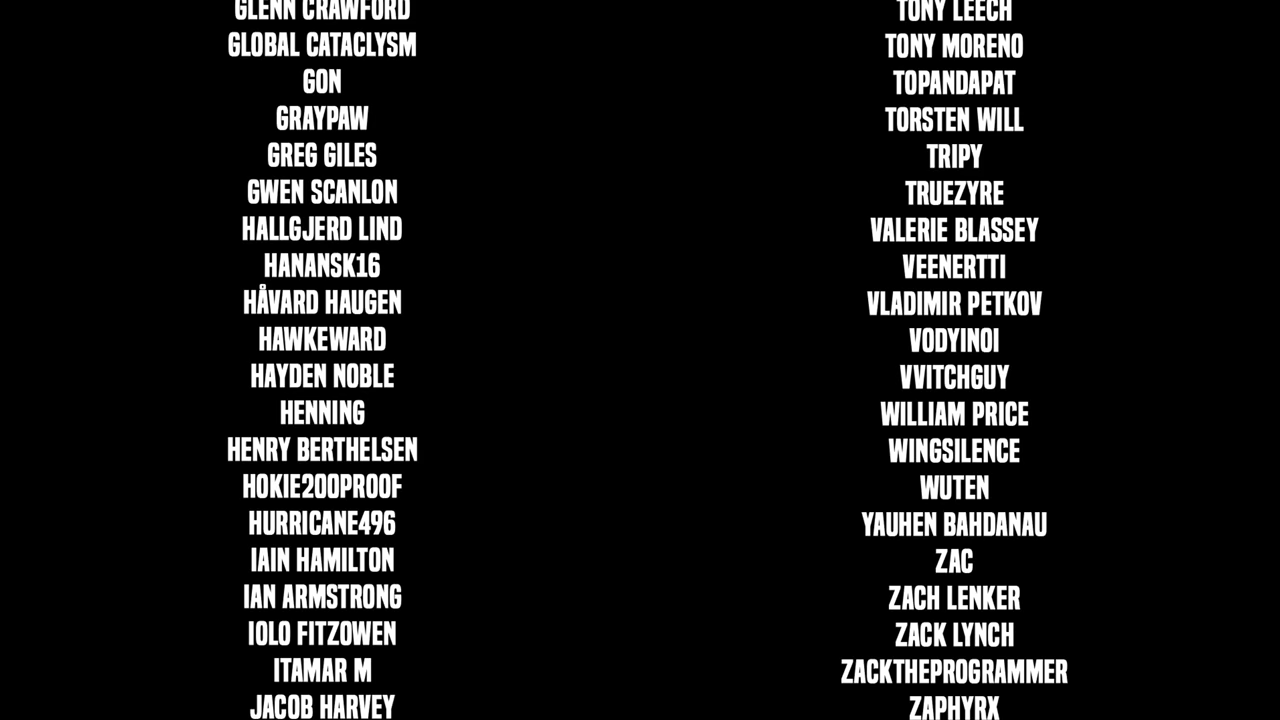 GLENN CRAWFORD
GLOBAL CATACLYSM
GON
GRAYPAW
GREG GILES
GWEN SCANLON
HALLGJERD LIND
HANANSK16
HÅVARD HAUGEN
HAWKEWARD
HAYDEN NOBLE
HENNING
HENRY BERTHELSEN
HOKIE200PROOF
HURRICANE496
IAIN HAMILTON
IAN ARMSTRONG
IOLO FITZOWEN
ITAMAR M
JACOB HARVEY
TONY LEECH
TONY MORENO
TOPANDAPAT
TORSTEN WILL
TRIPY
TRUEZYRE
VALERIE BLASSEY
VEENERTTI
VLADIMIR PETKOV
VODYINOI
VVITCHGUY
WILLIAM PRICE
WINGSILENCE
WUTEN
YAUHEN BAHDANAU
ZAC
ZACH LENKER
ZACK LYNCH
ZACKTHEPROGRAMMER
ZAPHYRX